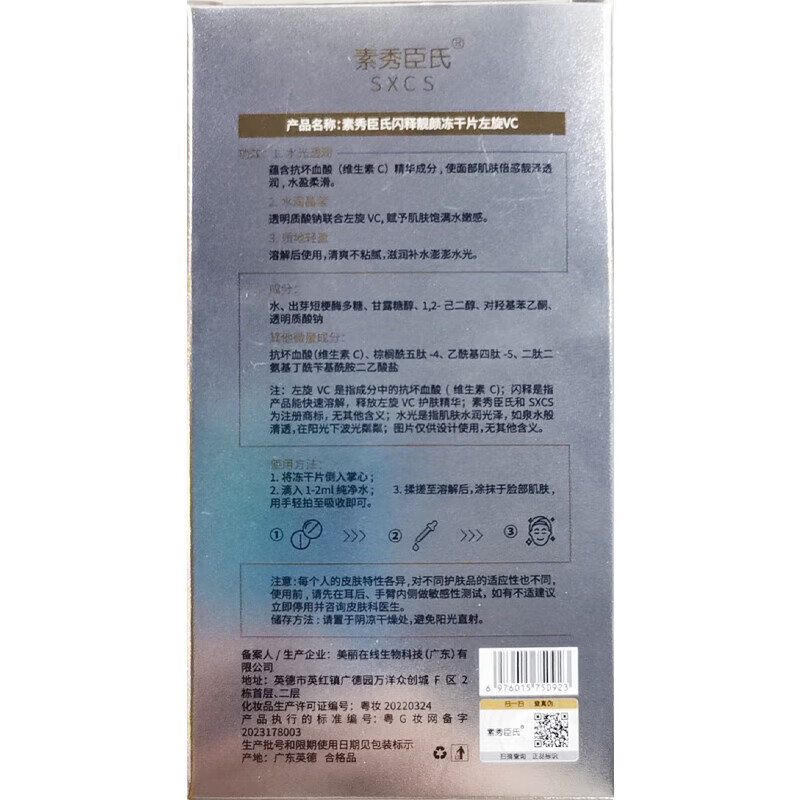 素秀臣氏®
SXCS
产品名称:素秀臣氏闪释靓颜冻干片左旋VC
功效: 1. 水光透润
蕴含抗坏血酸(维生素C)精华成分,使面部肌肤倍感靓泽透
润,水盈柔滑。
2. 水润晶莹
透明质酸钠联合左旋VC,赋予肌肤饱满水嫩感。
3. 质地轻盈
溶解后使用,清爽不粘腻,滋润补水澎澎水光。
成分:
水、出芽短梗酶多糖、甘露糖醇、1,2- 己二醇、对羟基苯乙酮、
透明质酸钠
其他微量成分:
抗坏血酸(维生素C)、棕榈酰五肽-4、乙酰基四肽-5、二肽二
氨基丁酰苄基酰胺二乙酸盐
注:左旋VC是指成分中的抗坏血酸(维生素C);闪释是指
产品能快速溶解,释放左旋VC护肤精华;素秀臣氏和SXCS
为注册商标,无其他含义;水光是指肌肤水润光泽,如泉水般
清透,在阳光下波光粼粼;图片仅供设计使用,无其他含义。
使用方法:
1. 将冻干片倒入掌心;
2. 滴入1-2ml纯净水; 3. 揉搓至溶解后,涂抹于脸部肌肤,
用手轻拍至吸收即可。
① >>> ② >>> ③
注意:每个人的皮肤特性各异,对不同护肤品的适应性也不同,
使用前,请先在耳后、手臂内侧做敏感性测试,如有不适建议
立即停用并咨询皮肤科医生。
储存方法:请置于阴凉干燥处,避免阳光直射。
备案人/生产企业:美丽在线生物科技(广东)有
限公司
地址:英德市英红镇广德园万洋众创城F区2
栋首层、二层
化妆品生产许可证编号:粤妆20220324
产品执行的标准编号:粤G妆网备字
2023178003
生产批号和限期使用日期见包装标示
产地:广东英德 合格品
6 976015 750923
扫一扫 查真伪
素秀臣氏®
扫描查询 正品标识